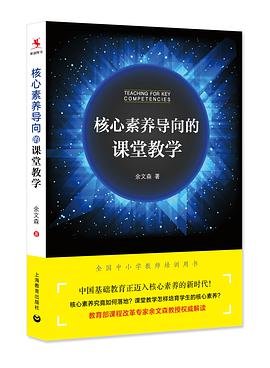 核心素养导向的课堂教学
余文森 著
上海教育出版社
TEACHING FOR KEY
COMPETENCIES
核心素养导向的
课堂教学
余文森 著
全国中小学教师培训用书
中国基础教育正迈入核心素养的新时代！
核心素养究竟如何落地？课堂教学怎样培育学生的核心素养？
教育部课程改革专家余文森教授权威解读